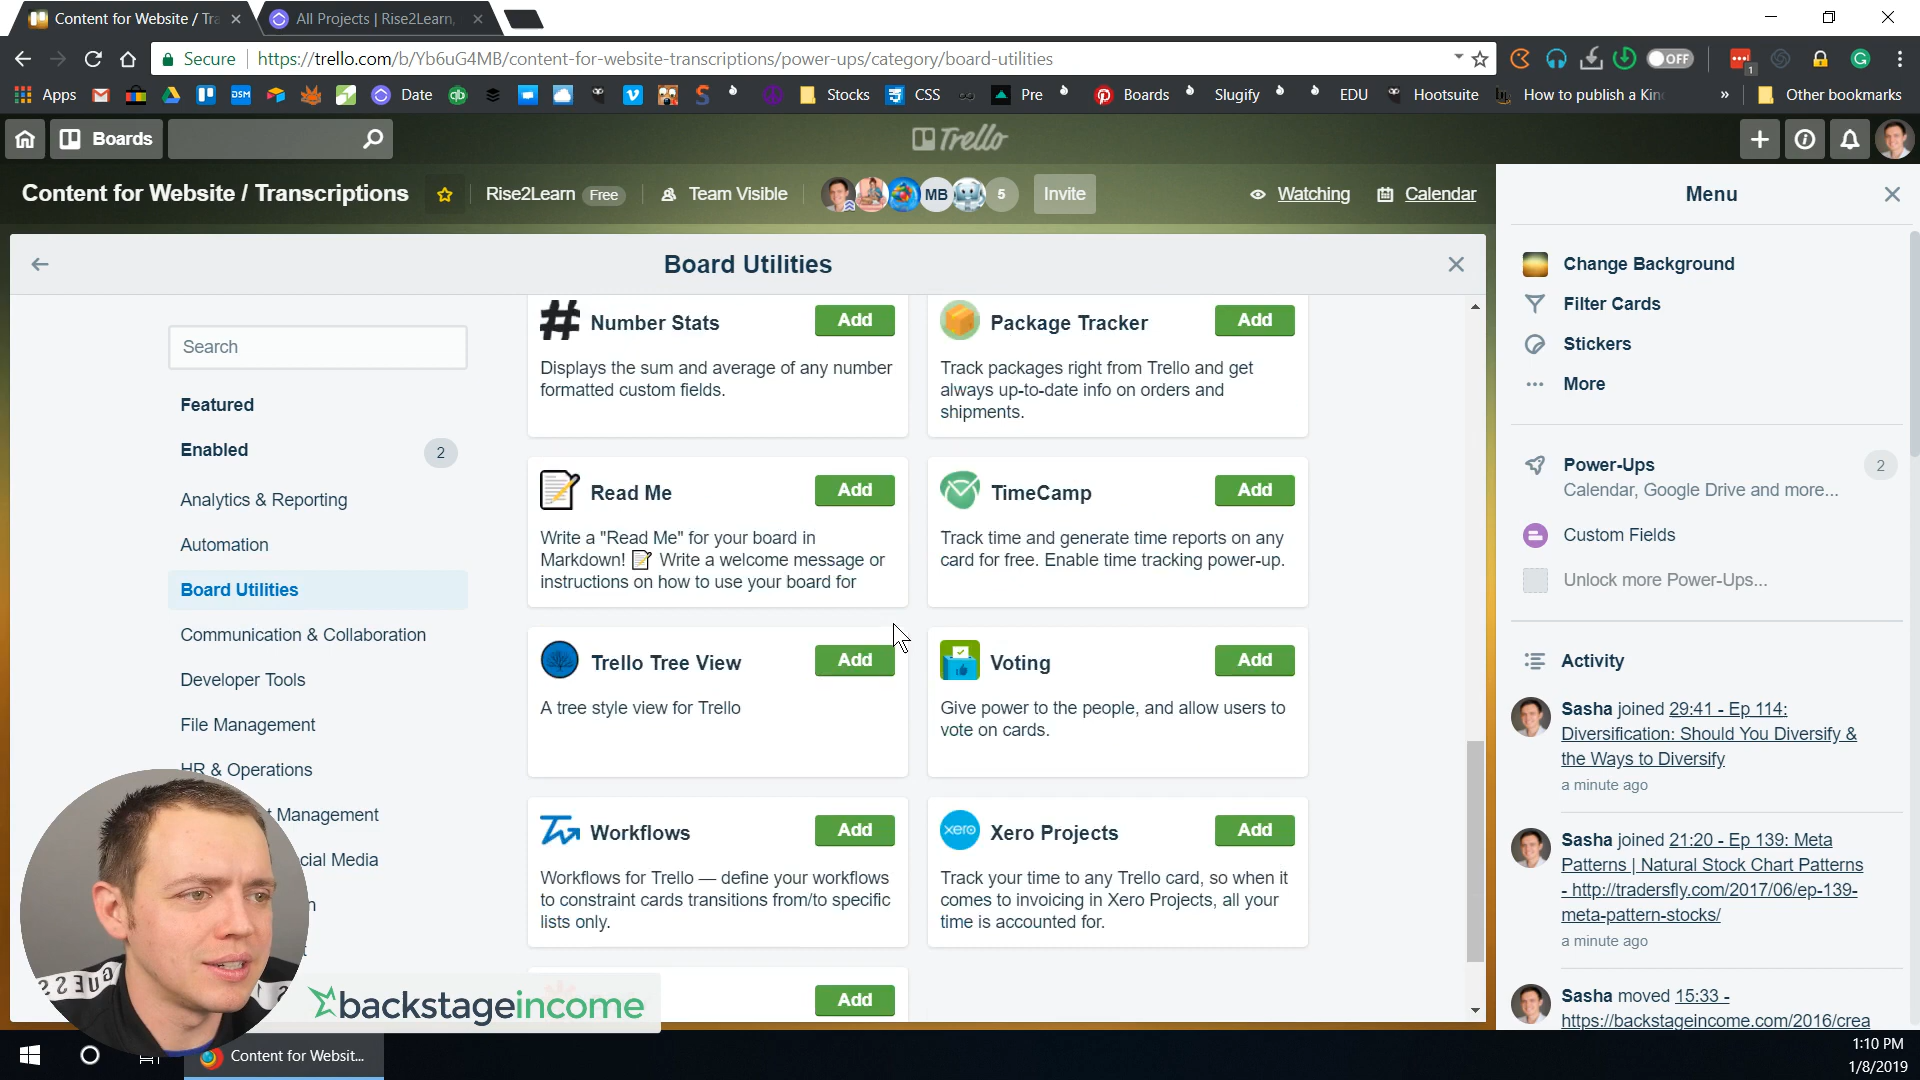 Content for Website / Tra
All Projects | Rise2Learn,
Secure
https://trello.com/b/Yb6uG4MB/content-for-website-transcriptions/power-ups/category/board-utilities
OFF
1
Apps
DSM
Date
Stocks
CSS
Pre
Boards
Slugify
EDU
Hootsuite
How to publish a Kin
»
Other bookmarks
Boards
Trello
Content for Website / Transcriptions
Rise2Learn
Free
Team Visible
MB
5
Invite
Watching
Calendar
Menu
Board Utilities
Search
Featured
Enabled
2
Analytics & Reporting
Automation
Board Utilities
Communication & Collaboration
Developer Tools
File Management
HR & Operations
t Management
cial Media
Number Stats
Add
Displays the sum and average of any number
formatted custom fields.
Package Tracker
Add
Track packages right from Trello and get
always up-to-date info on orders and
shipments.
Read Me
Add
Write a "Read Me" for your board in
Markdown! 📝 Write a welcome message or
instructions on how to use your board for
TimeCamp
Add
Track time and generate time reports on any
card for free. Enable time tracking power-up.
Trello Tree View
Add
A tree style view for Trello
Voting
Add
Give power to the people, and allow users to
vote on cards.
Workflows
Add
Workflows for Trello — define your workflows
to constraint cards transitions from/to specific
lists only.
xero
Xero Projects
Add
Track your time to any Trello card, so when it
comes to invoicing in Xero Projects, all your
time is accounted for.
Add
Change Background
Filter Cards
Stickers
More
Power-Ups
2
Calendar, Google Drive and more...
Custom Fields
Unlock more Power-Ups...
Activity
Sasha joined 29:41 - Ep 114:
Diversification: Should You Diversify &
the Ways to Diversify
a minute ago
Sasha joined 21:20 - Ep 139: Meta
Patterns | Natural Stock Chart Patterns
- http://tradersfly.com/2017/06/ep-139-
meta-pattern-stocks/
a minute ago
Sasha moved 15:33 -
https://backstageincome.com/2016/crea
backstageincome
Content for Websit...
1:10 PM
1/8/2019